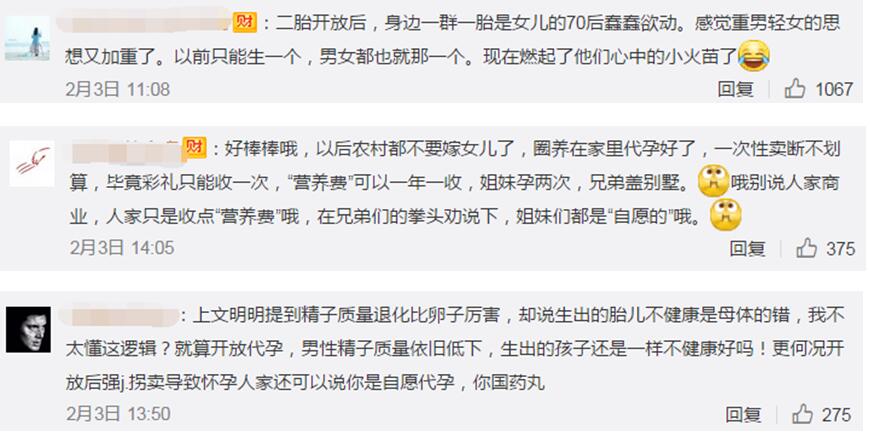 财：二胎开放后，身边一群一胎是女儿的70后蠢蠢欲动。感觉重男轻女的思
想又加重了。以前只能生一个，男女都也就那一个。现在燃起了他们心中的小火苗了
2月3日 11:08 回复 1067
财：好棒棒哦，以后农村都不要嫁女儿了，圈养在家里代孕好了，一次性卖断不划
算，毕竟彩礼只能收一次，“营养费”可以一年一收，姐妹孕两次，兄弟盖别墅。哦别说人家商
业，人家只是收点“营养费”哦，在兄弟们的拳头劝说下，姐妹们都是“自愿的”哦。
2月3日 14:05 回复 375
：上文明明提到精子质量退化比卵子厉害，却说生出的胎儿不健康是母体的错，我不
太懂这逻辑？就算开放代孕，男性精子质量依旧低下，生出的孩子还是一样不健康好吗！更何况开
放后强j.拐卖导致怀孕人家还可以说你是自愿代孕，你国药丸
2月3日 13:50 回复 275